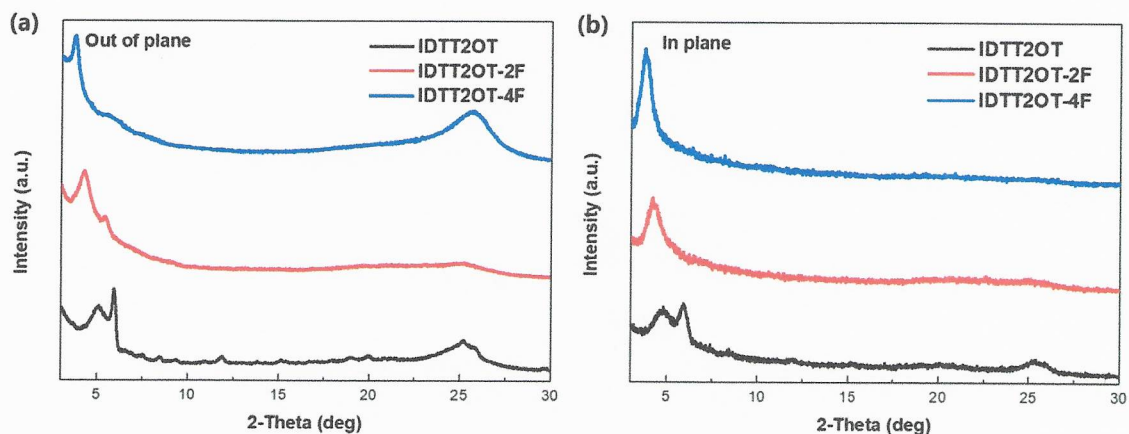 (a)
Out of plane
IDTT2OT
IDTT2OT-2F
IDTT2OT-4F
Intensity (a.u.)
5 10 15 20 25 30
2-Theta (deg)
(b)
In plane
IDTT2OT
IDTT2OT-2F
IDTT2OT-4F
Intensity (a.u.)
5 10 15 20 25 30
2-Theta (deg)